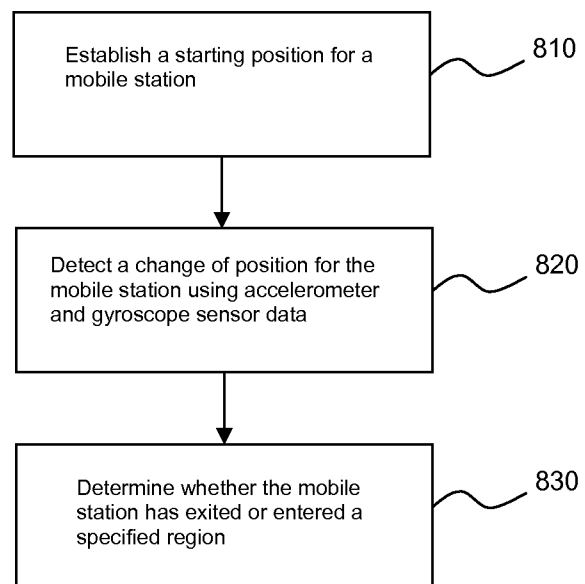 Establish a starting position for a
mobile station
810
Detect a change of position for the
mobile station using accelerometer
and gyroscope sensor data
820
Determine whether the mobile
station has exited or entered a
specified region
830